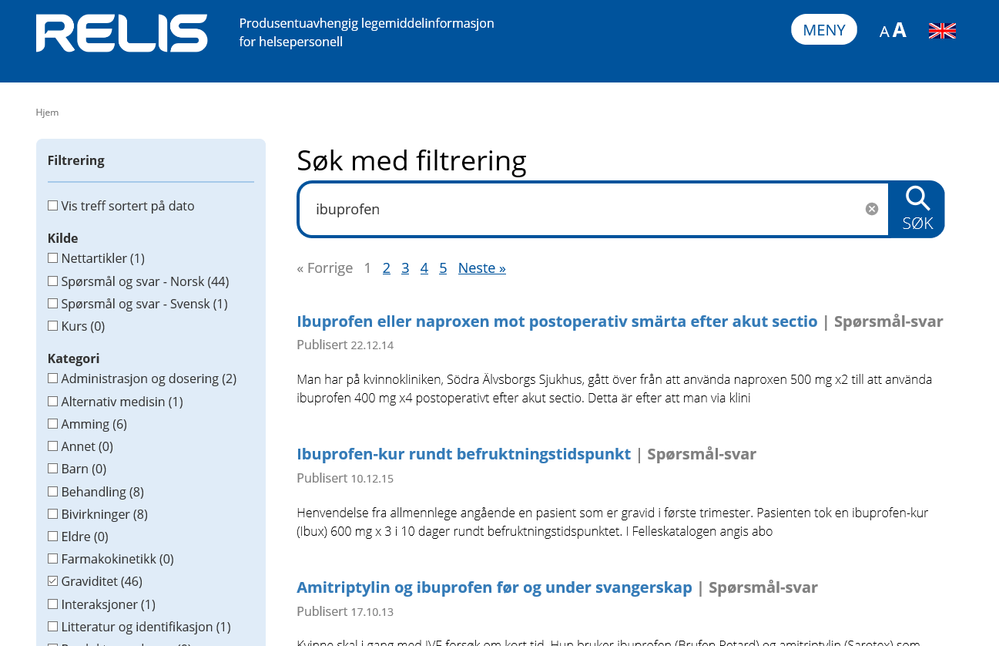 RELIS
Produsentuavhengig legemiddelinformasjon
for helsepersonell
MENY
A A
Hjem
Filtrering
Vis treff sortert på dato
Kilde
Nettartikler (1)
Spørsmål og svar - Norsk (44)
Spørsmål og svar - Svensk (1)
Kurs (0)
Kategori
Administrasjon og dosering (2)
Alternativ medisin (1)
Amming (6)
Annet (0)
Barn (0)
Behandling (8)
Bivirkninger (8)
Eldre (0)
Farmakokinetikk (0)
Graviditet (46)
Interaksjoner (1)
Litteratur og identifikasjon (1)
Søk med filtrering
ibuprofen
SØK
« Forrige 1 2 3 4 5 Neste »
Ibuprofen eller naproxen mot postoperativ smärta efter akut sectio | Spørsmål-svar
Publisert 22.12.14
Man har på kvinnokliniken, Södra Älvsborgs Sjukhus, gått över från att använda naproxen 500 mg x2 till att använda
ibuprofen 400 mg x4 postoperativt efter akut sectio. Detta är efter att man via klini
Ibuprofen-kur rundt befruktningstidspunkt | Spørsmål-svar
Publisert 10.12.15
Henvendelse fra allmennlege angående en pasient som er gravid i første trimester. Pasienten tok en ibuprofen-kur
(Ibux) 600 mg x 3 i 10 dager rundt befruktningstidspunktet. I Felleskatalogen angis abo
Amitriptylin og ibuprofen før og under svangerskap | Spørsmål-svar
Publisert 17.10.13
Kvinne skal i gang med IVF forsøk om kort tid. Hun bruker ibuprofen (Brufen Retard) og amitriptylin (Sarotex) som